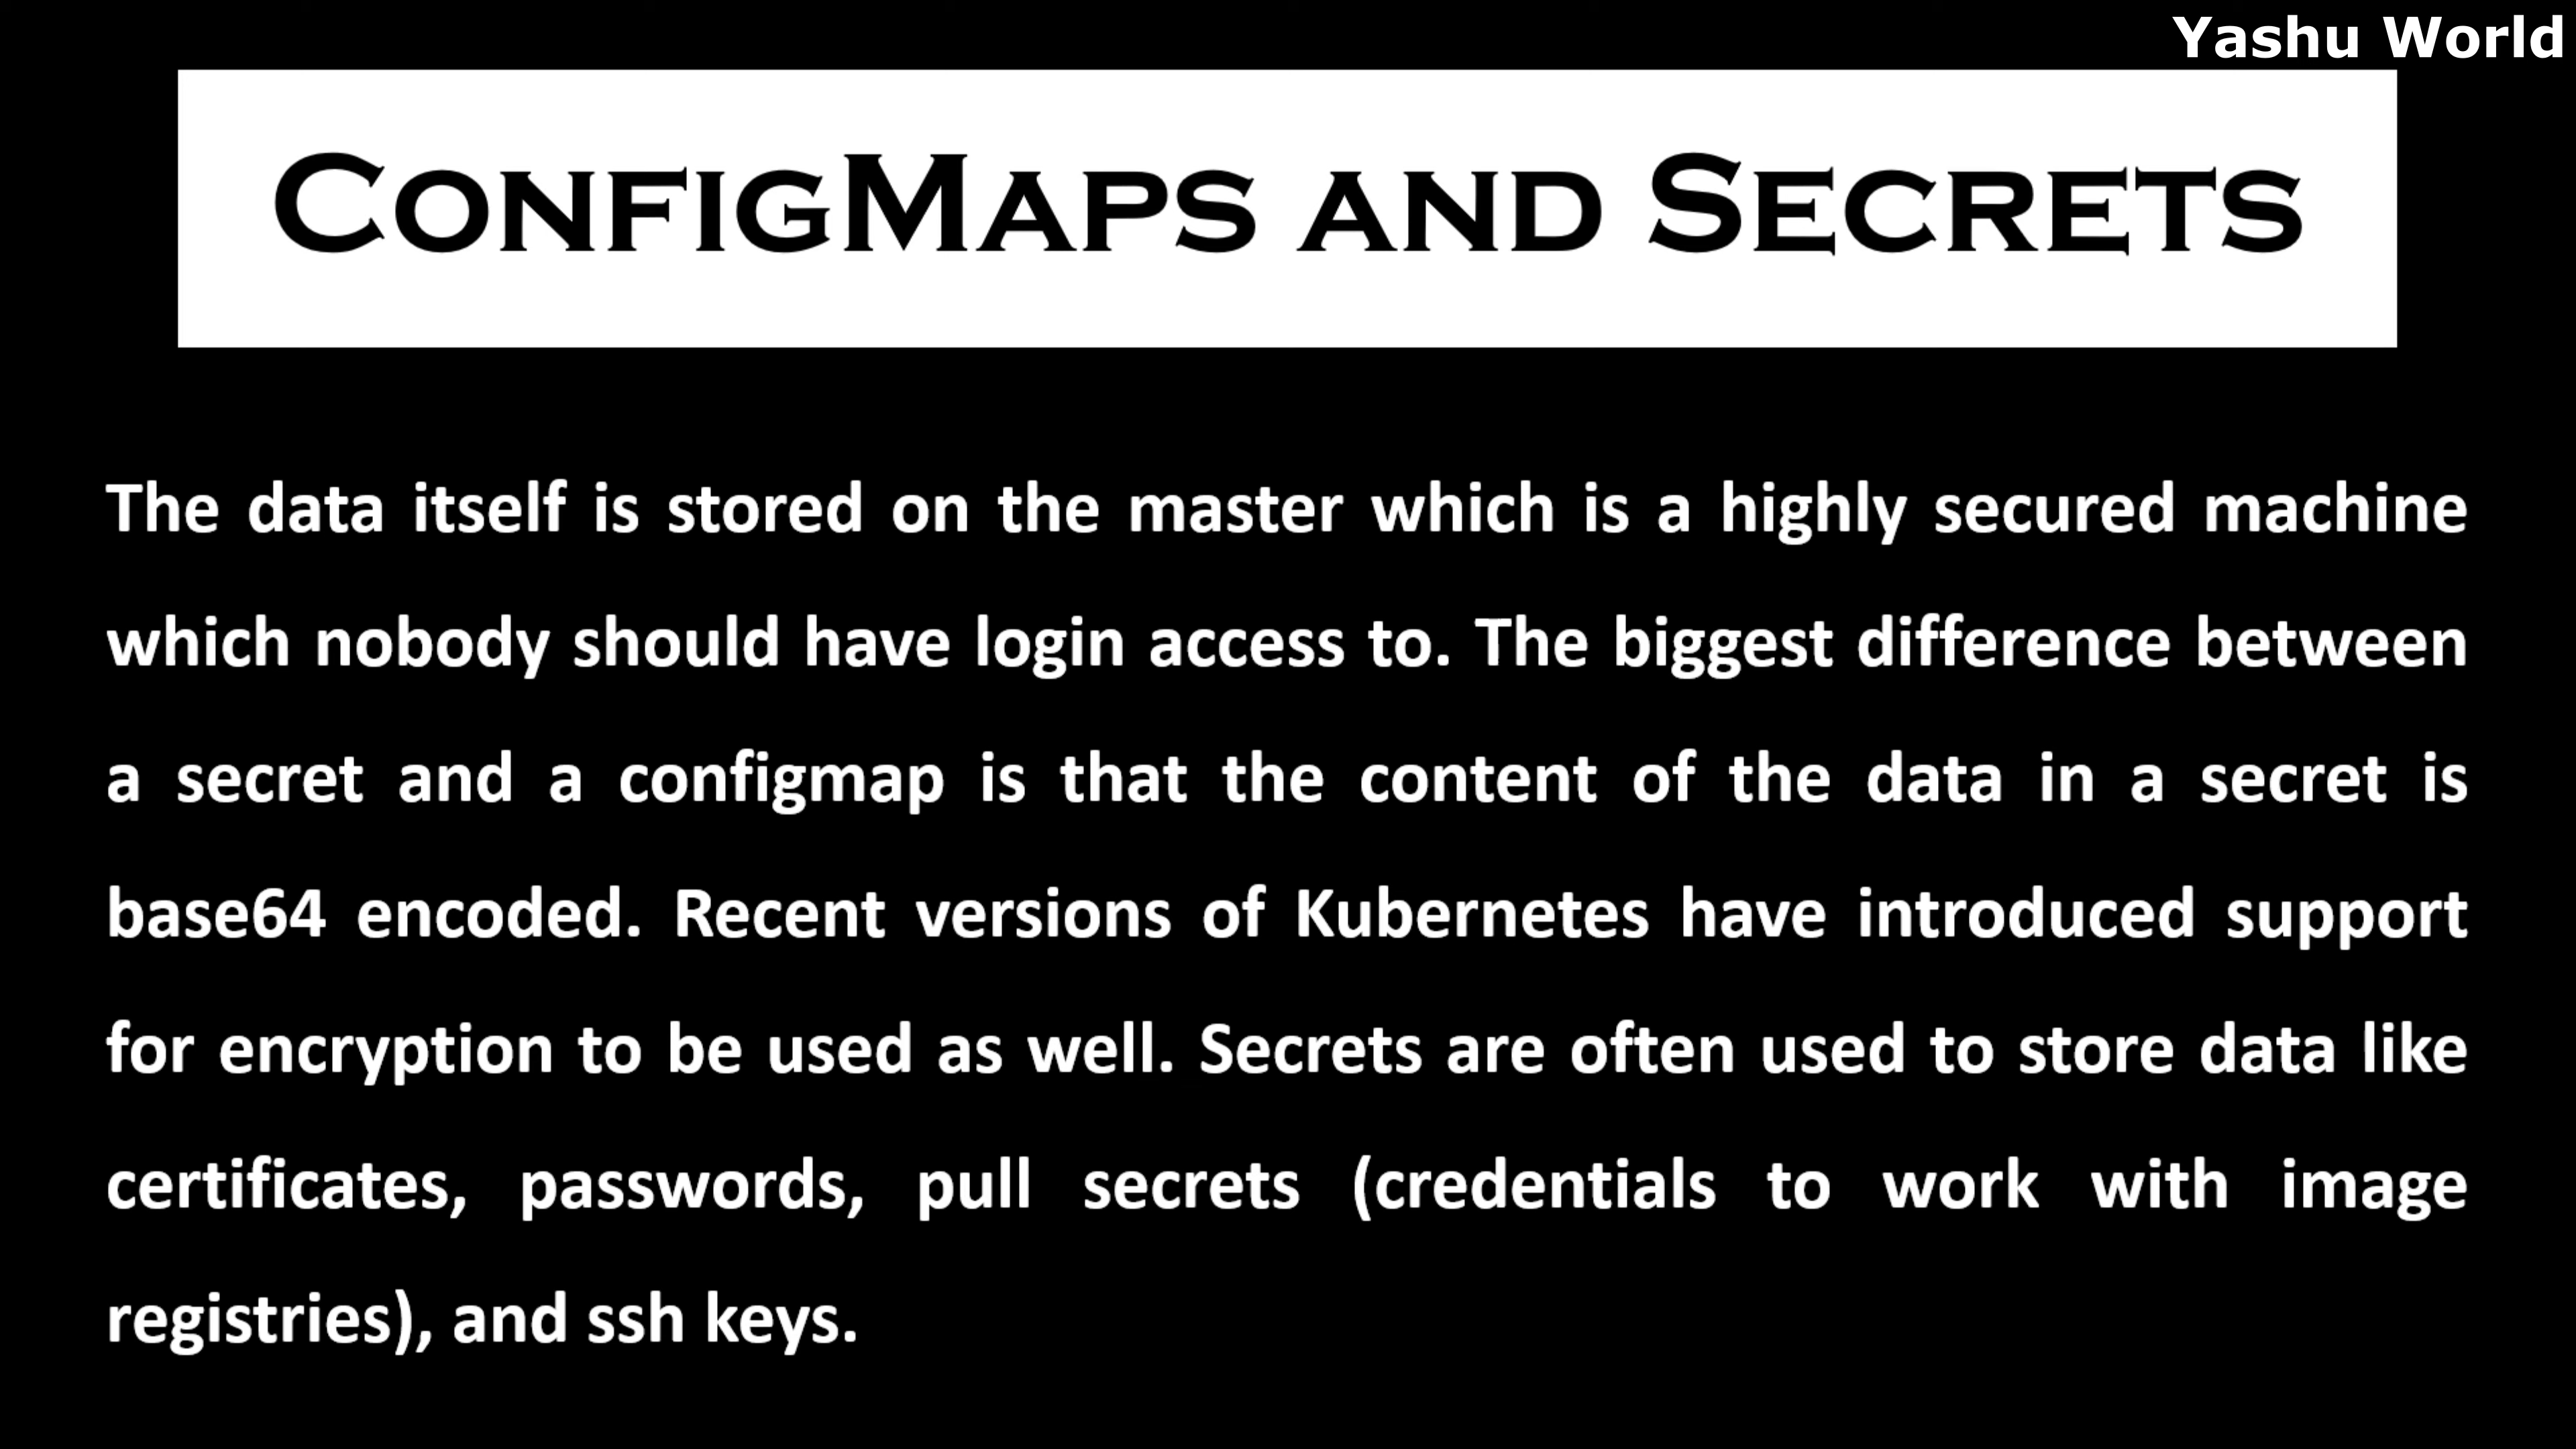 Yashu World
ConfigMaps and Secrets
The data itself is stored on the master which is a highly secured machine
which nobody should have login access to. The biggest difference between
a secret and a configmap is that the content of the data in a secret is
base64 encoded. Recent versions of Kubernetes have introduced support
for encryption to be used as well. Secrets are often used to store data like
certificates, passwords, pull secrets (credentials to work with image
registries), and ssh keys.